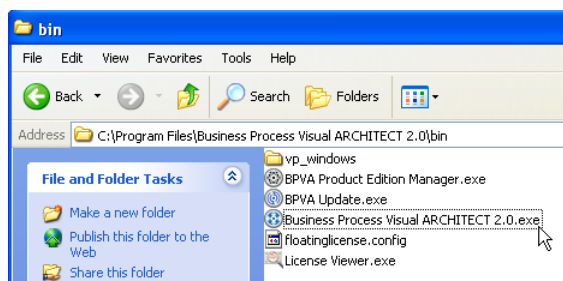 bin
File Edit View Favorites Tools Help
Back Search Folders
Address C:\Program Files\Business Process Visual ARCHITECT 2.0\bin
File and Folder Tasks
Make a new folder
Publish this folder to the
Web
Share this folder
vp_windows
BPVA Product Edition Manager.exe
BPVA Update.exe
Business Process Visual ARCHITECT 2.0.exe
floatinglicense.config
License Viewer.exe